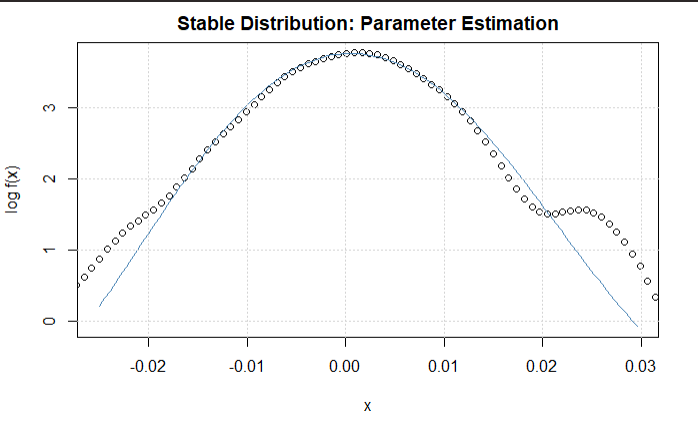 Stable Distribution: Parameter Estimation
log f(x)
3
2
1
0
-0.02 -0.01 0.00 0.01 0.02 0.03
x